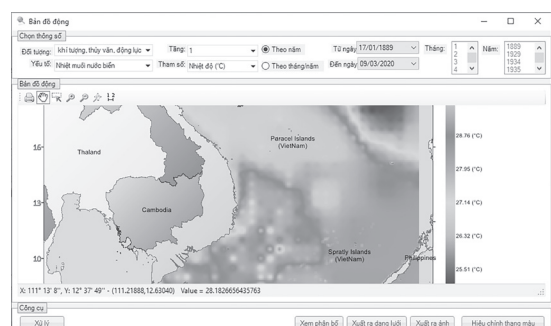 Bản đồ động
Chọn thông số
Đối tượng: khí tượng, thủy văn, động lực Tầng: 1 Theo năm Từ ngày 17/01/1889 Tháng: 1 2 3 4 Năm: 1889 1929 1934 1935
Yếu tố: Nhiệt muối nước biển Tham số: Nhiệt độ (°C) Theo tháng/năm Đến ngày 09/03/2020
Bản đồ động
1.2
16
13
10
Thailand
Cambodia
Paracel Islands
(VietNam)
Spratly Islands
(VietNam)
Philippines
28.76 (°C)
27.95 (°C)
27.14 (°C)
26.32 (°C)
25.51 (°C)
X: 111° 13' 8'', Y: 12° 37' 49'' - (111.21888,12.63040) Value = 28.1826656435763
Công cụ
Xử lý Xem phân bố Xuất ra dạng lưới Xuất ra ảnh Hiệu chỉnh thang màu